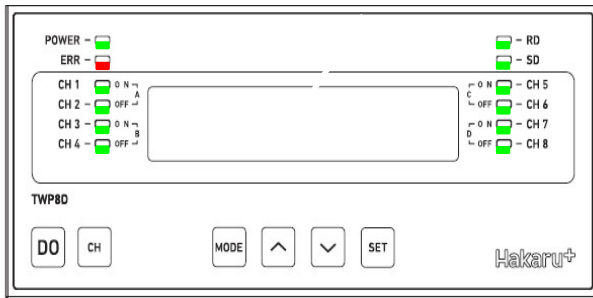 POWER
ERR
CH 1 ON
CH 2 OFF
A
CH 3 ON
CH 4 OFF
B
RD
SD
ON CH 5
OFF CH 6
C
ON CH 7
OFF CH 8
D
TWP8D
DO CH MODE SET
Hakaru+